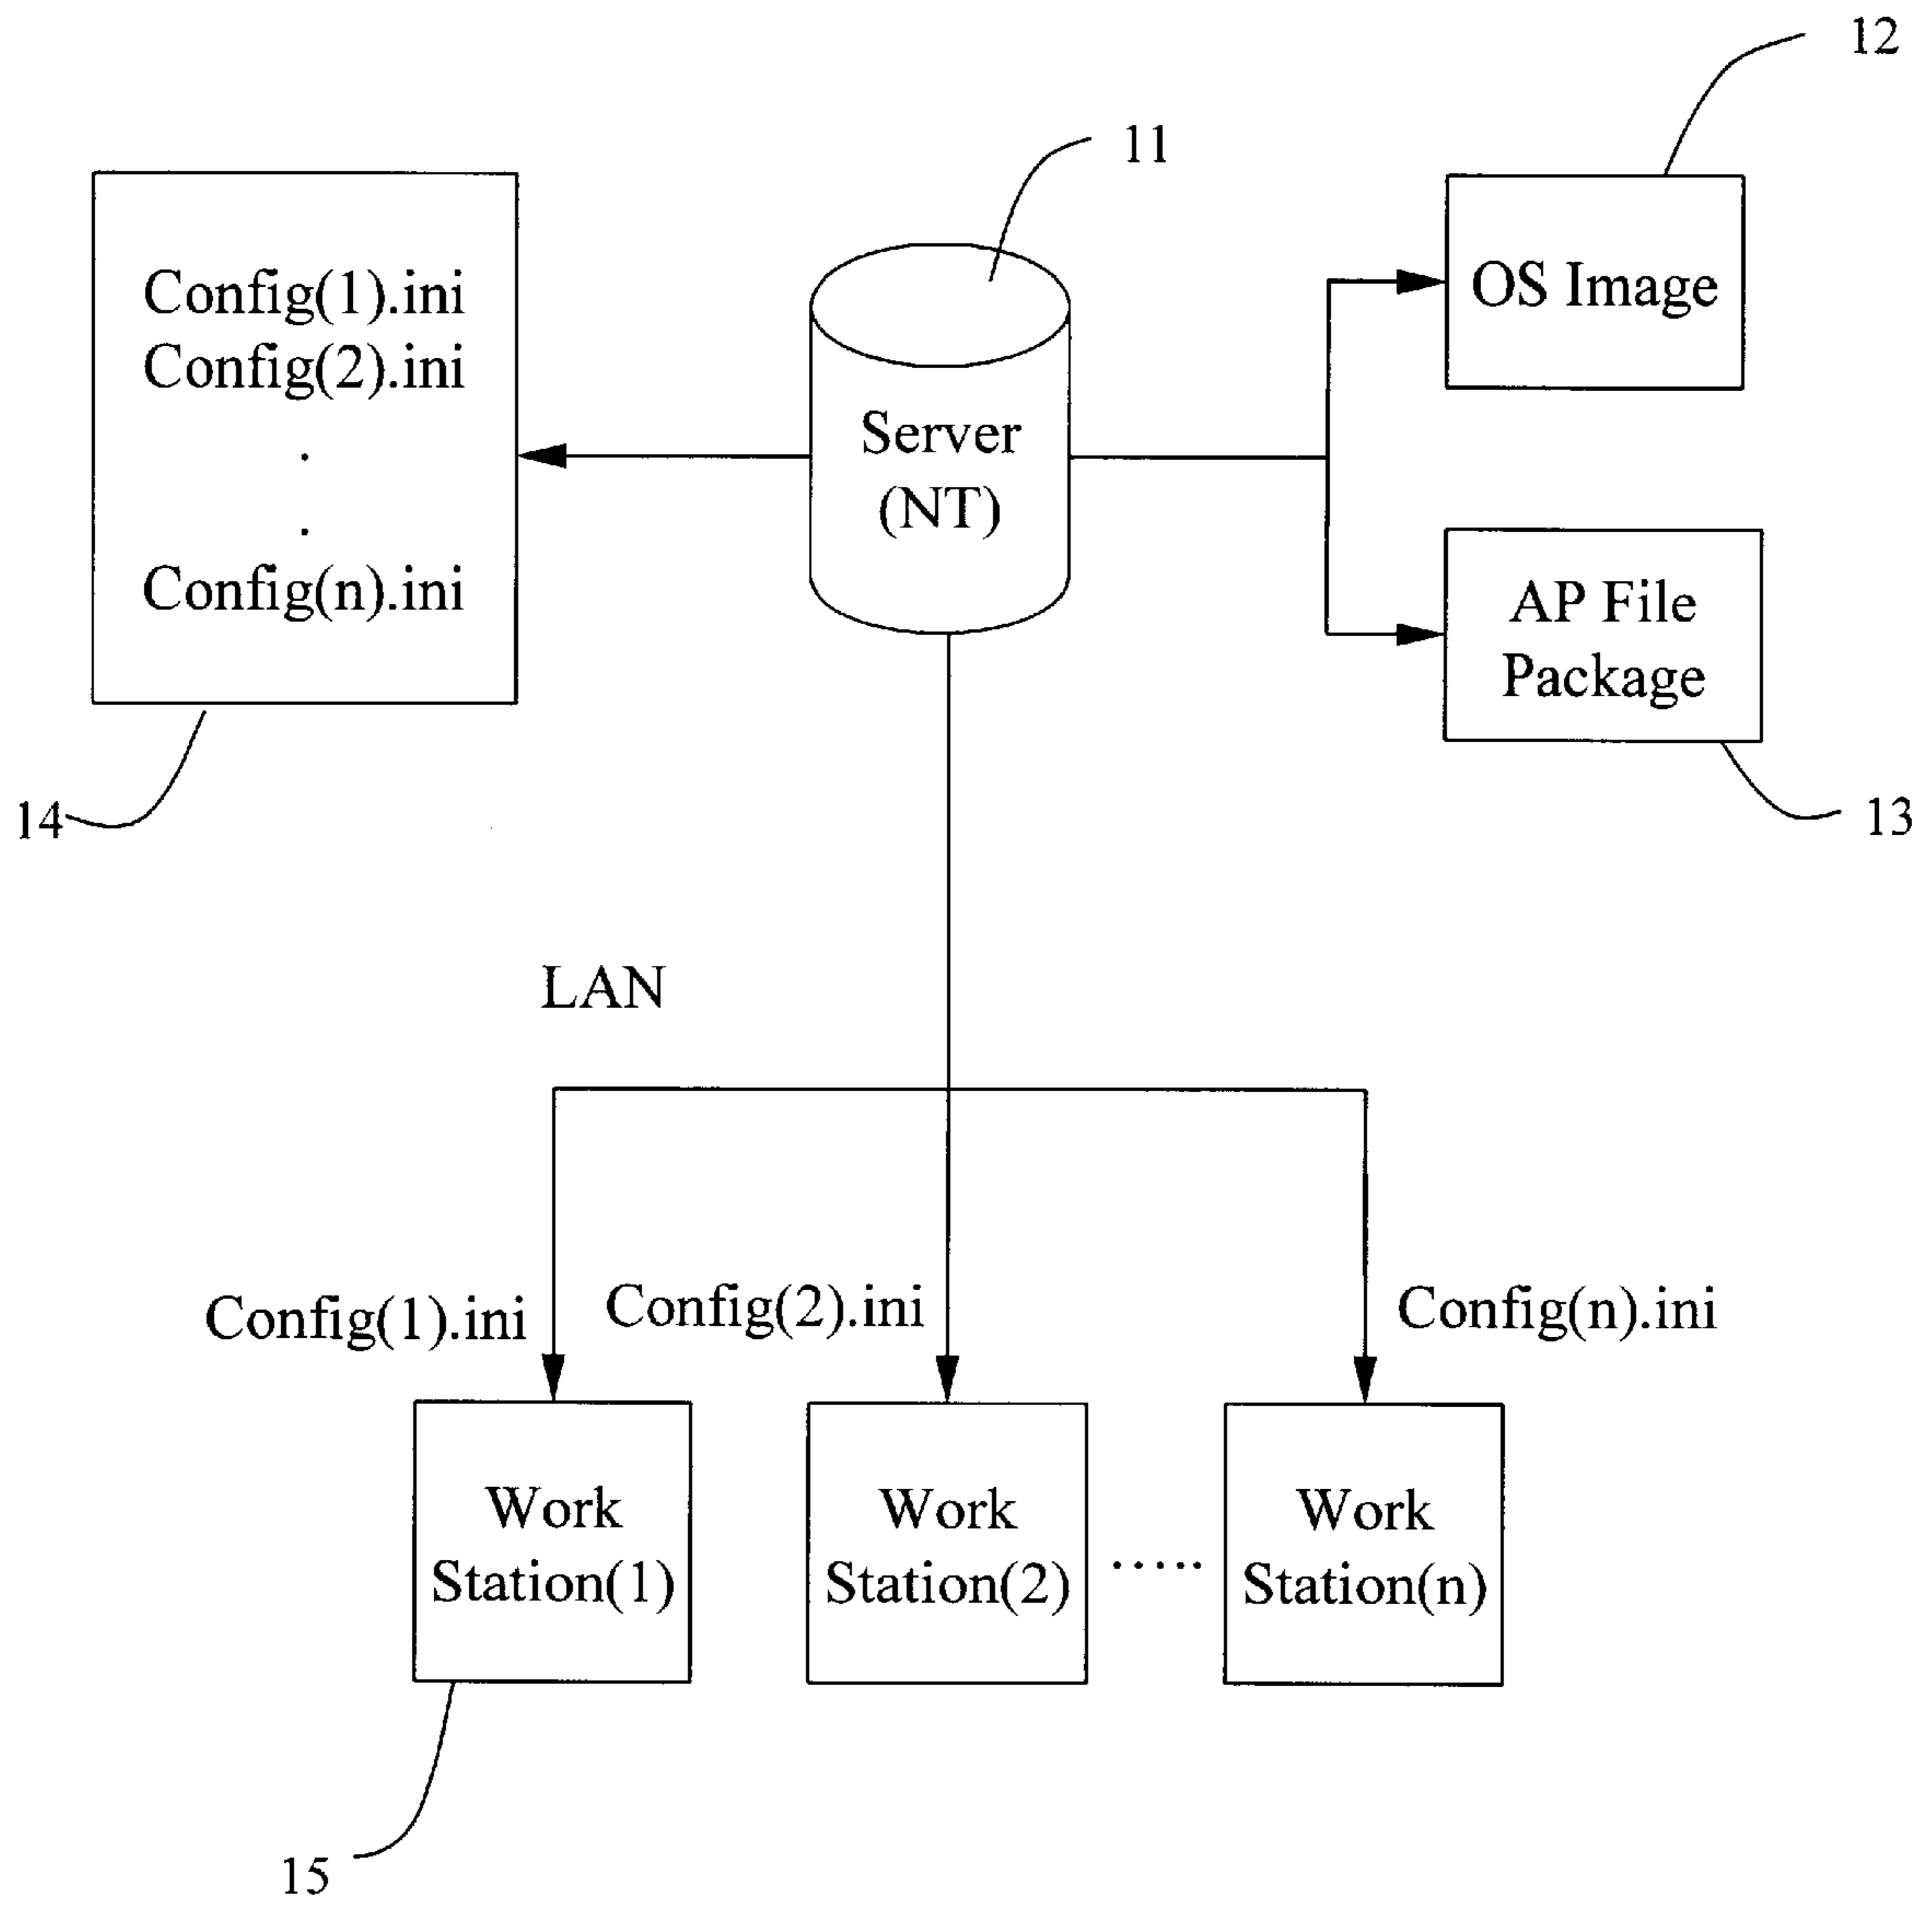 12
11
Config(1).ini
Config(2).ini
.
.
Config(n).ini
Server
(NT)
OS Image
AP File
Package
14
13
LAN
Config(1).ini
Config(2).ini
Config(n).ini
Work
Station(1)
Work
Station(2)
.....
Work
Station(n)
15